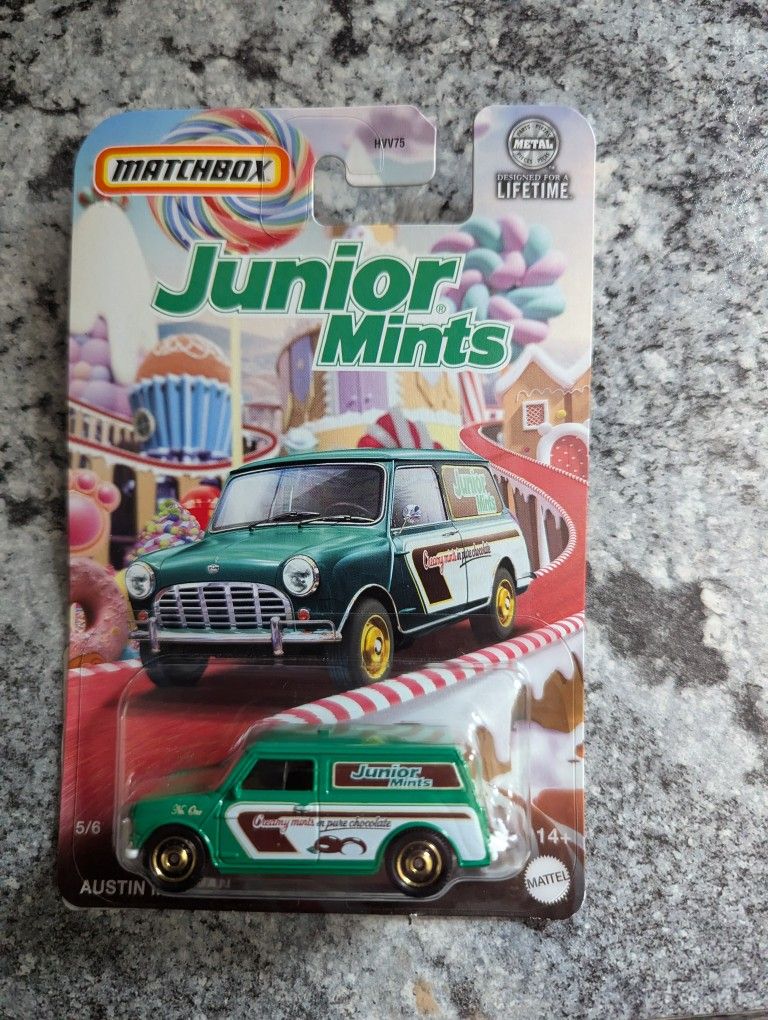 HVV75
MATCHBOX
METAL
DESIGNED FOR A
LIFETIME
Junior
Mints
Junior
Mints
Creamy mints in pure chocolate
Junior
Mints
Creamy mints in pure chocolate
5/6
14+
AUSTIN
MATTEL